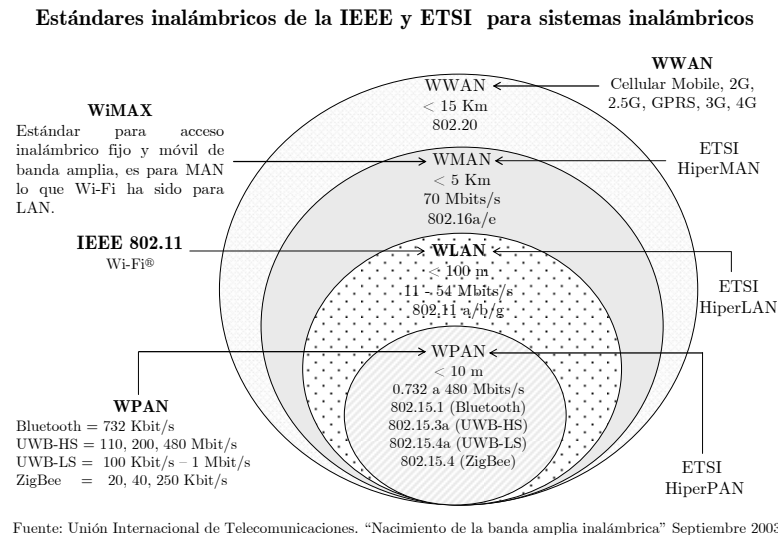 Estándares inalámbricos de la IEEE y ETSI para sistemas inalámbricos
WWAN
Cellular Mobile, 2G,
2.5G, GPRS, 3G, 4G
WWAN
< 15 Km
802.20
WiMAX
Estándar para acceso
inalámbrico fijo y móvil de
banda amplia, es para MAN
lo que Wi-Fi ha sido para
LAN.
ETSI
HiperMAN
WMAN
< 5 Km
70 Mbits/s
802.16a/e
IEEE 802.11
Wi-Fi®
WLAN
< 100 m
11 - 54 Mbits/s
802.11 a/b/g
ETSI
HiperLAN
WPAN
< 10 m
0.732 a 480 Mbits/s
802.15.1 (Bluetooth)
802.15.3a (UWB-HS)
802.15.4a (UWB-LS)
802.15.4 (ZigBee)
WPAN
Bluetooth = 732 Kbit/s
UWB-HS = 110, 200, 480 Mbit/s
UWB-LS = 100 Kbit/s – 1 Mbit/s
ZigBee = 20, 40, 250 Kbit/s
ETSI
HiperPAN
Fuente: Unión Internacional de Telecomunicaciones. “Nacimiento de la banda amplia inalámbrica” Septiembre 2003